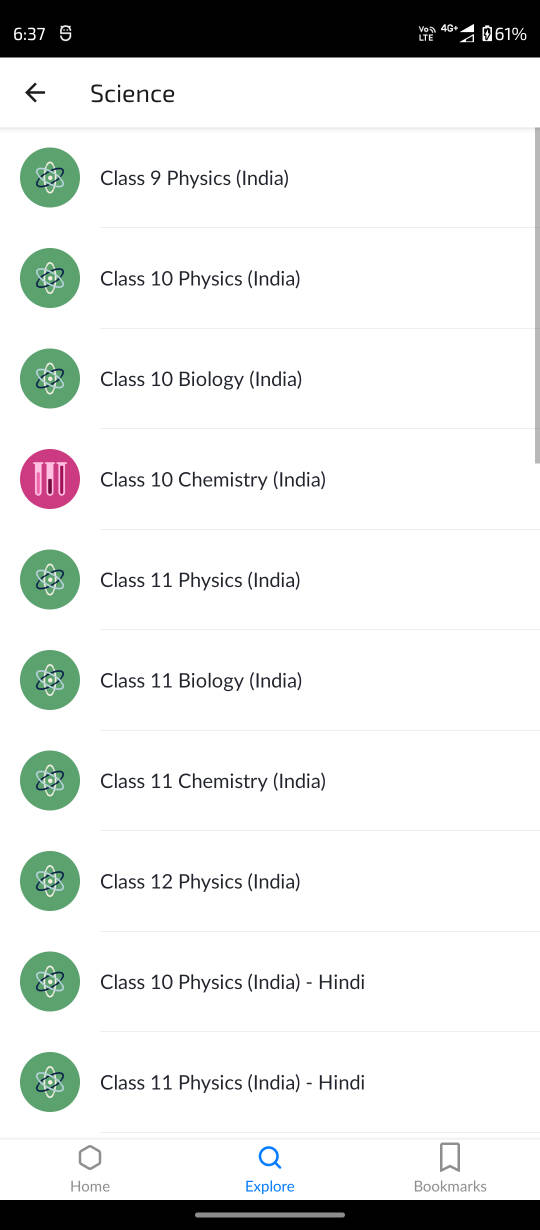 6:37
Vo LTE 4G+ 61%
Science
Class 9 Physics (India)
Class 10 Physics (India)
Class 10 Biology (India)
Class 10 Chemistry (India)
Class 11 Physics (India)
Class 11 Biology (India)
Class 11 Chemistry (India)
Class 12 Physics (India)
Class 10 Physics (India) - Hindi
Class 11 Physics (India) - Hindi
Home
Explore
Bookmarks